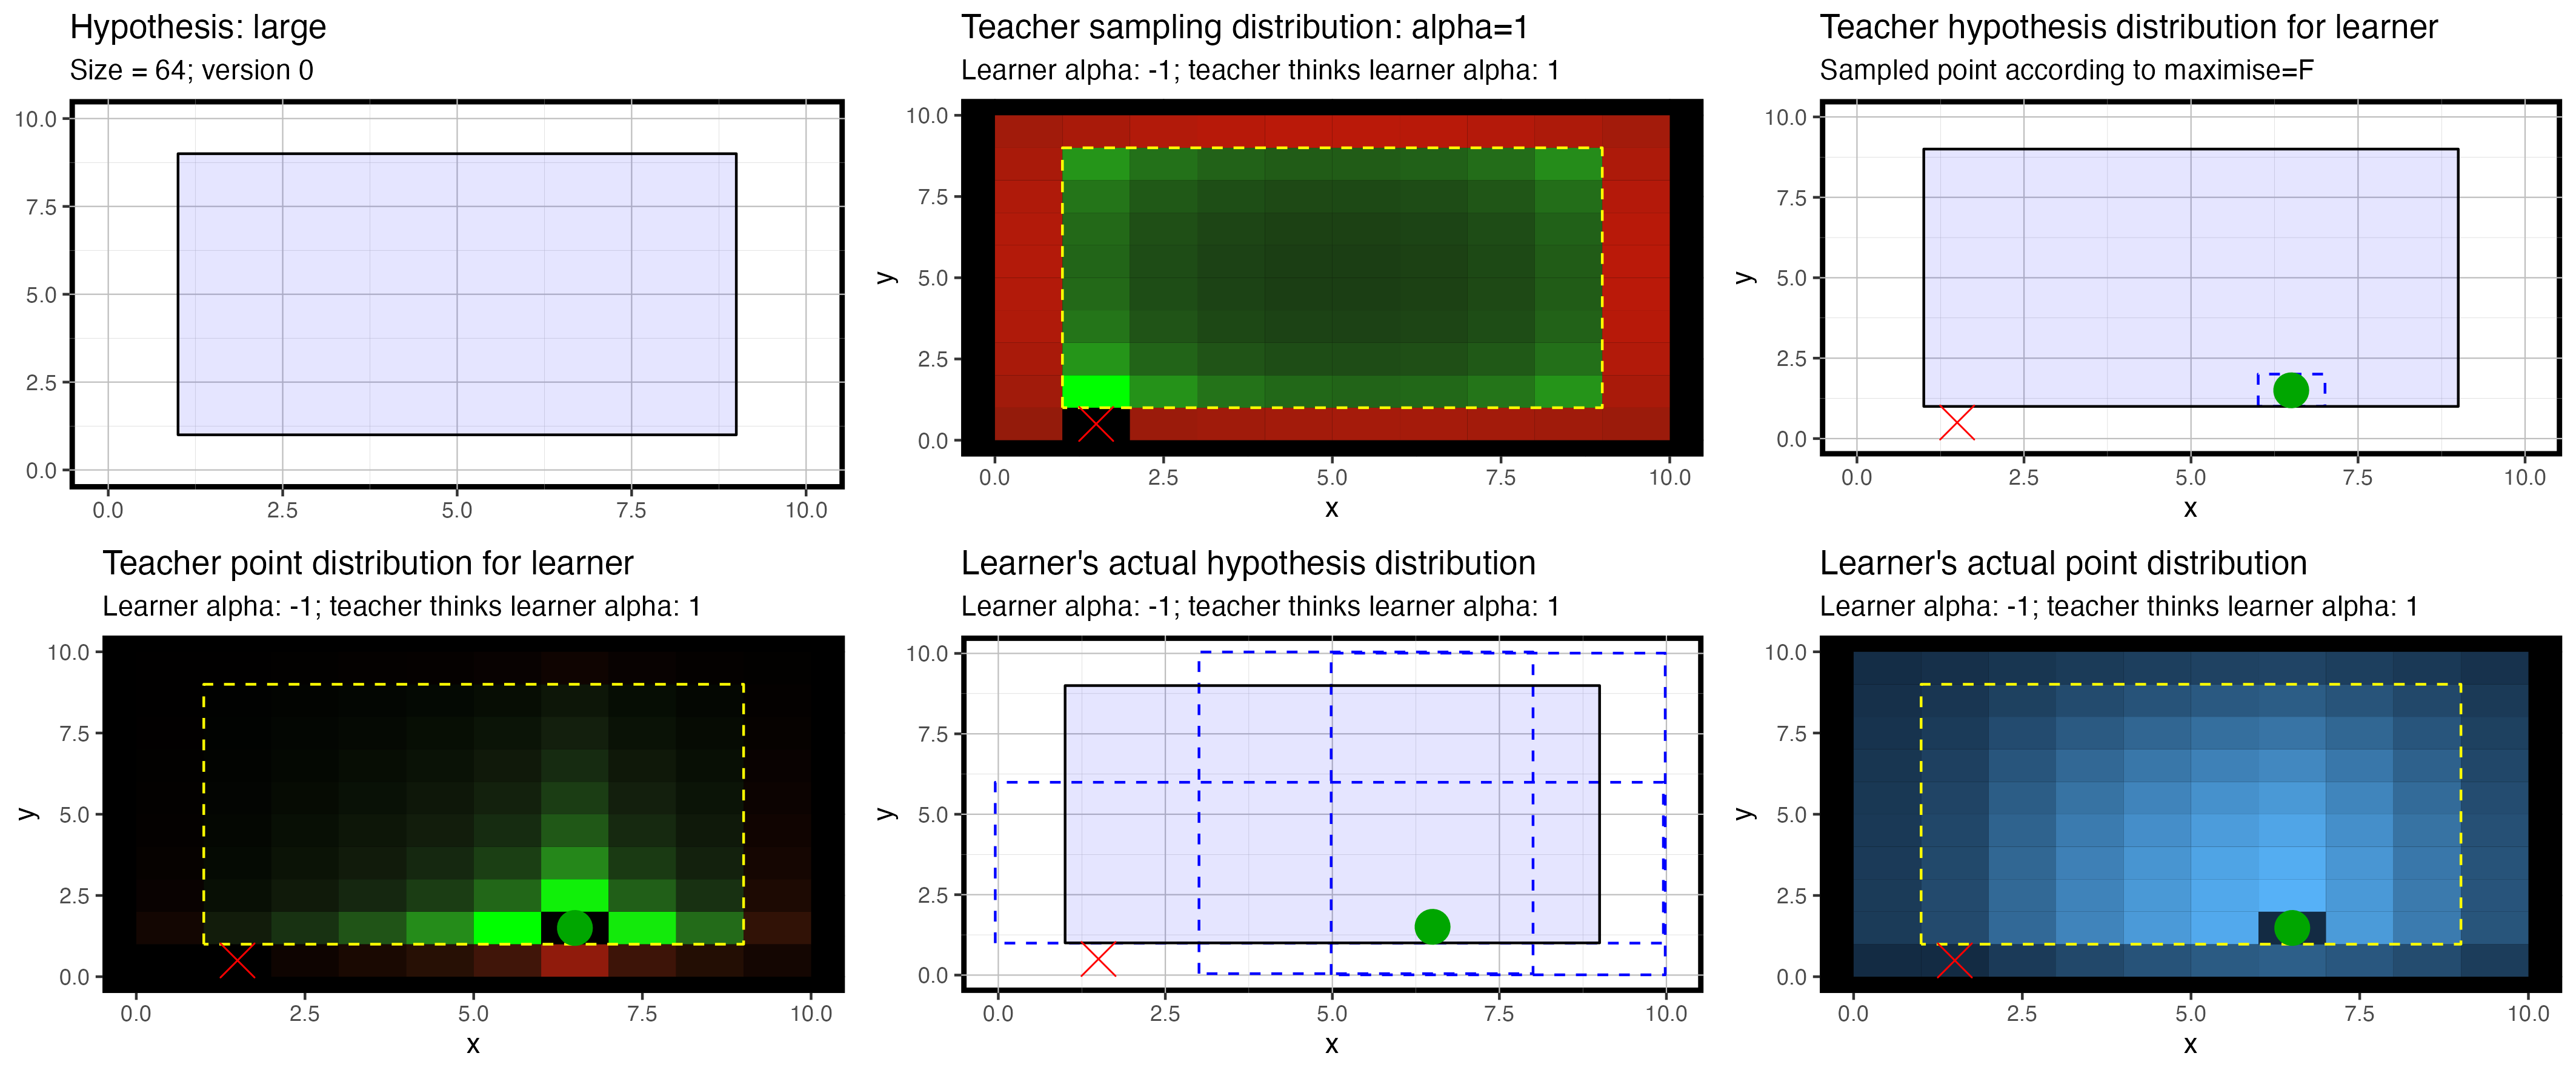 Hypothesis: large
Size = 64; version 0
10.0
7.5
5.0
2.5
0.0
0.0 2.5 5.0 7.5 10.0
Teacher sampling distribution: alpha=1
Learner alpha: -1; teacher thinks learner alpha: 1
y
10.0
7.5
5.0
2.5
0.0
0.0 2.5 5.0 7.5 10.0
x
Teacher hypothesis distribution for learner
Sampled point according to maximise=F
y
10.0
7.5
5.0
2.5
0.0
0.0 2.5 5.0 7.5 10.0
x
Teacher point distribution for learner
Learner alpha: -1; teacher thinks learner alpha: 1
y
10.0
7.5
5.0
2.5
0.0
0.0 2.5 5.0 7.5 10.0
x
Learner's actual hypothesis distribution
Learner alpha: -1; teacher thinks learner alpha: 1
y
10.0
7.5
5.0
2.5
0.0
0.0 2.5 5.0 7.5 10.0
x
Learner's actual point distribution
Learner alpha: -1; teacher thinks learner alpha: 1
y
10.0
7.5
5.0
2.5
0.0
0.0 2.5 5.0 7.5 10.0
x